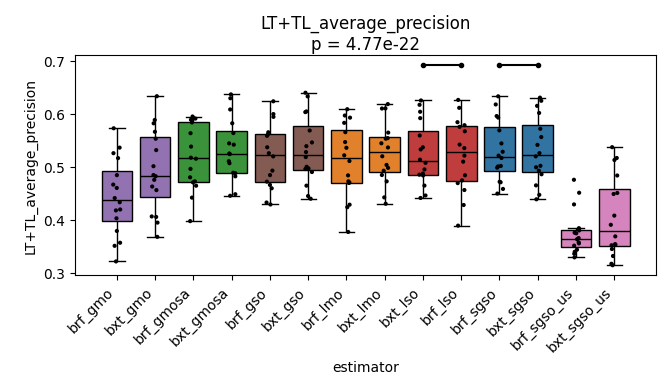 LT+TL_average_precision
p = 4.77e-22
LT+TL_average_precision
0.7
0.6
0.5
0.4
0.3
brf_gmo
bxt_gmo
brf_gmosa
bxt_gmosa
brf_gso
bxt_gso
brf_lmo
bxt_lmo
bxt_lso
brf_lso
brf_sgso
bxt_sgso
brf_sgso_us
bxt_sgso_us
estimator